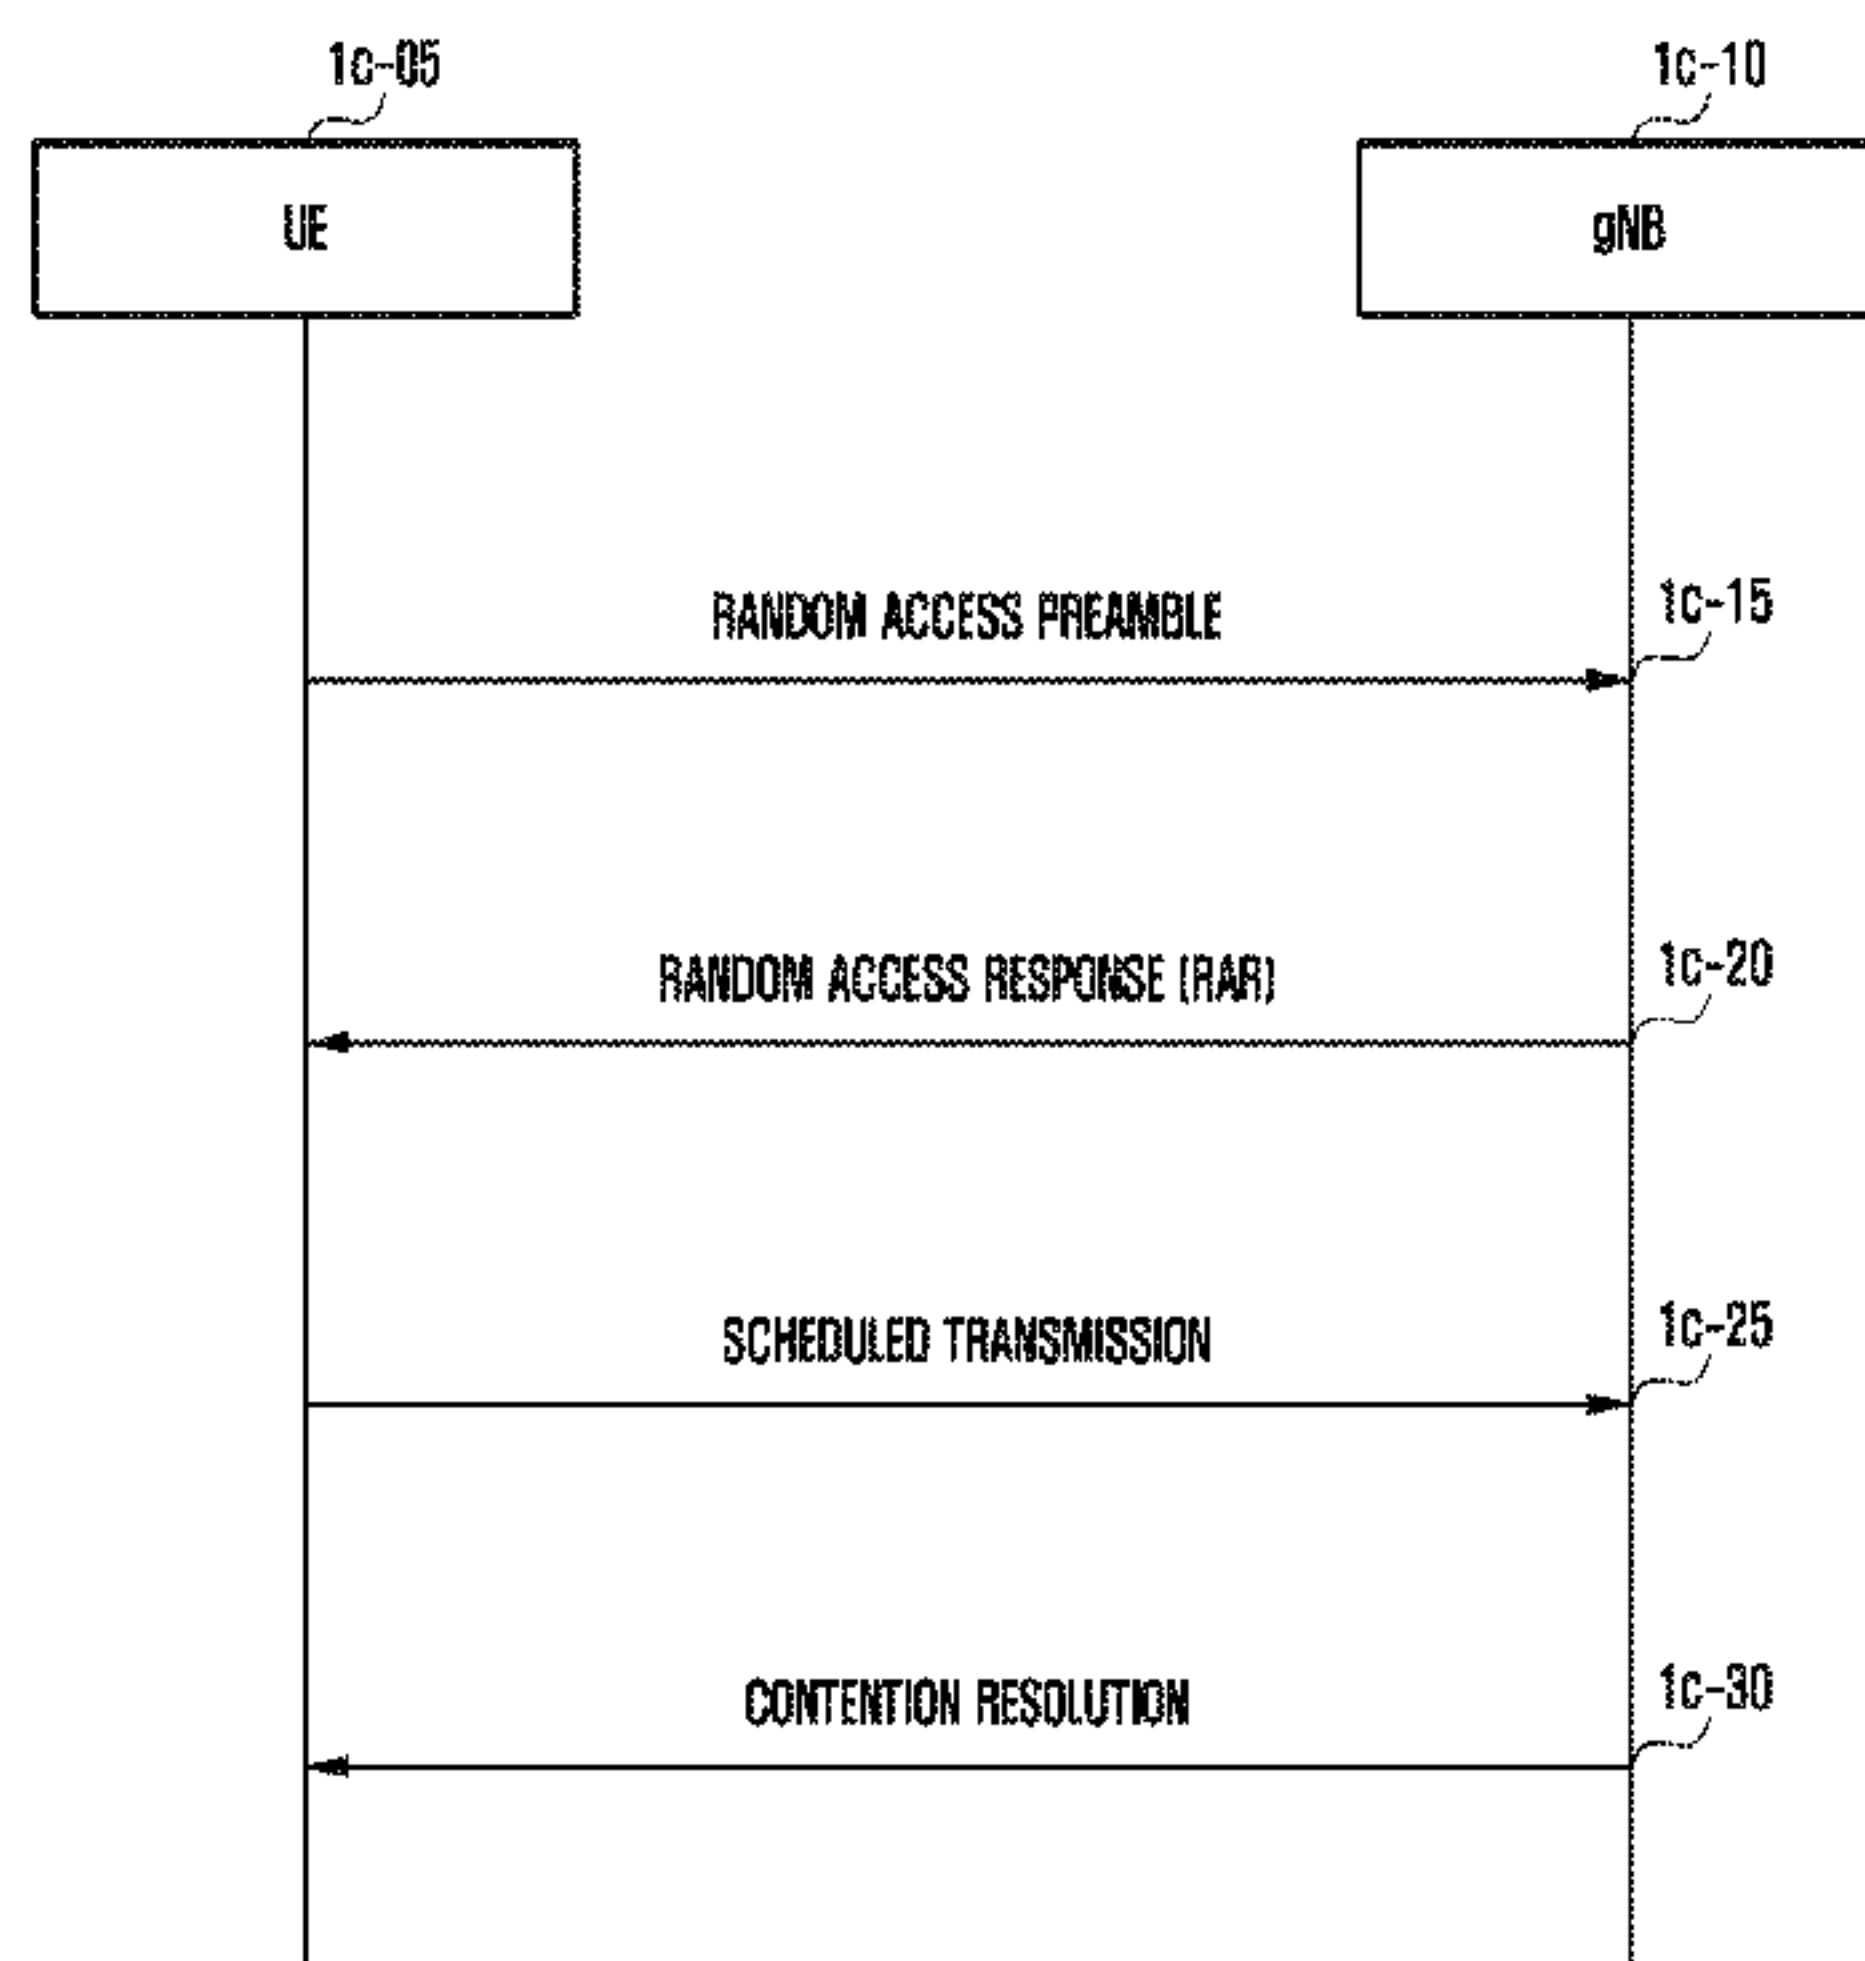 1c-05
1c-10
UE
gNB
RANDOM ACCESS PREAMBLE
1c-15
RANDOM ACCESS RESPONSE (RAR)
1c-20
SCHEDULED TRANSMISSION
1c-25
CONTENTION RESOLUTION
1c-30